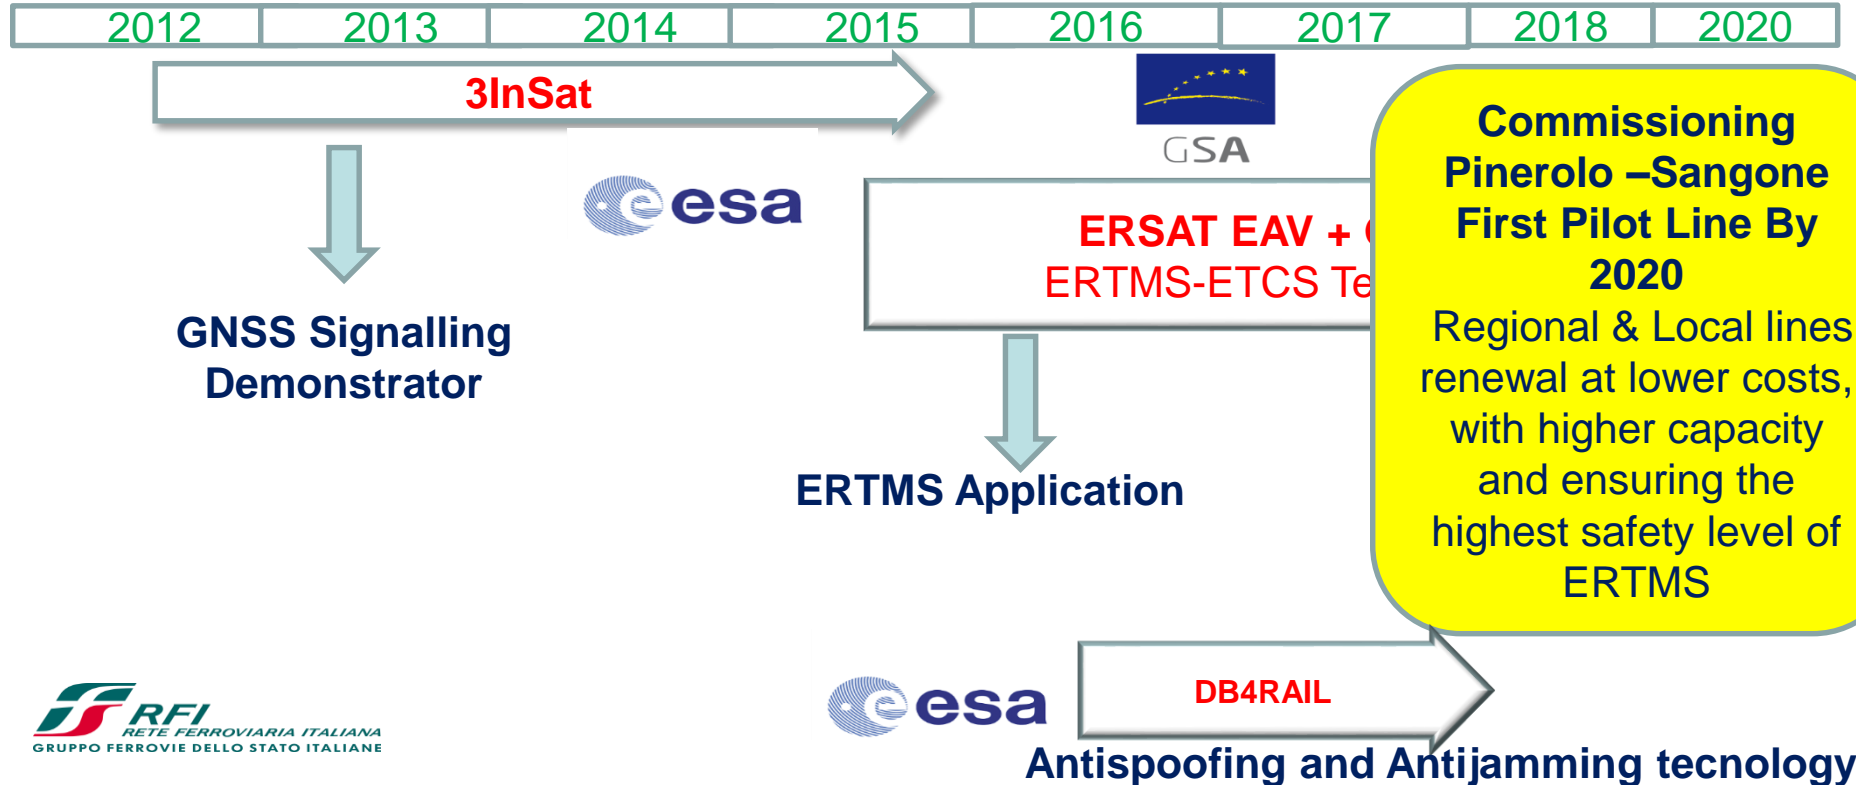 2012 2013 2014 2015 2016 2017 2018 2020
3InSat
GSA
esa
GNSS Signalling
Demonstrator
ERSAT EAV +
ERTMS-ETCS
ERTMS Application
Commissioning
Pinerolo –Sangone
First Pilot Line By
2020
Regional & Local lines
renewal at lower costs,
with higher capacity
and ensuring the
highest safety level of
ERTMS
RFI
RETE FERROVIARIA ITALIANA
GRUPPO FERROVIE DELLO STATO ITALIANE
esa
DB4RAIL
Antispoofing and Antijamming tecnology